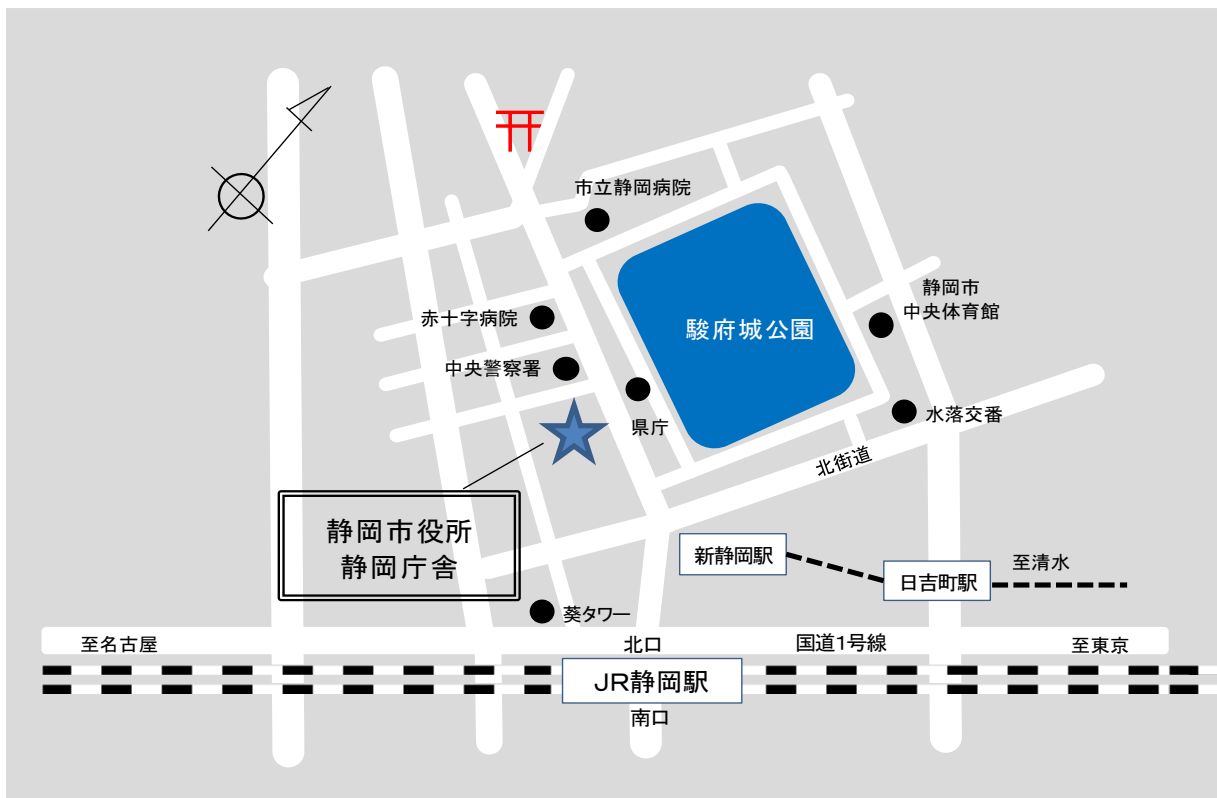 市立静岡病院
静岡市
中央体育館
赤十字病院
駿府城公園
中央警察署
県庁
水落交番
北街道
静岡市役所
静岡庁舎
新静岡駅
日吉町駅
至清水
葵タワー
至名古屋
北口
国道1号線
至東京
JR静岡駅
南口